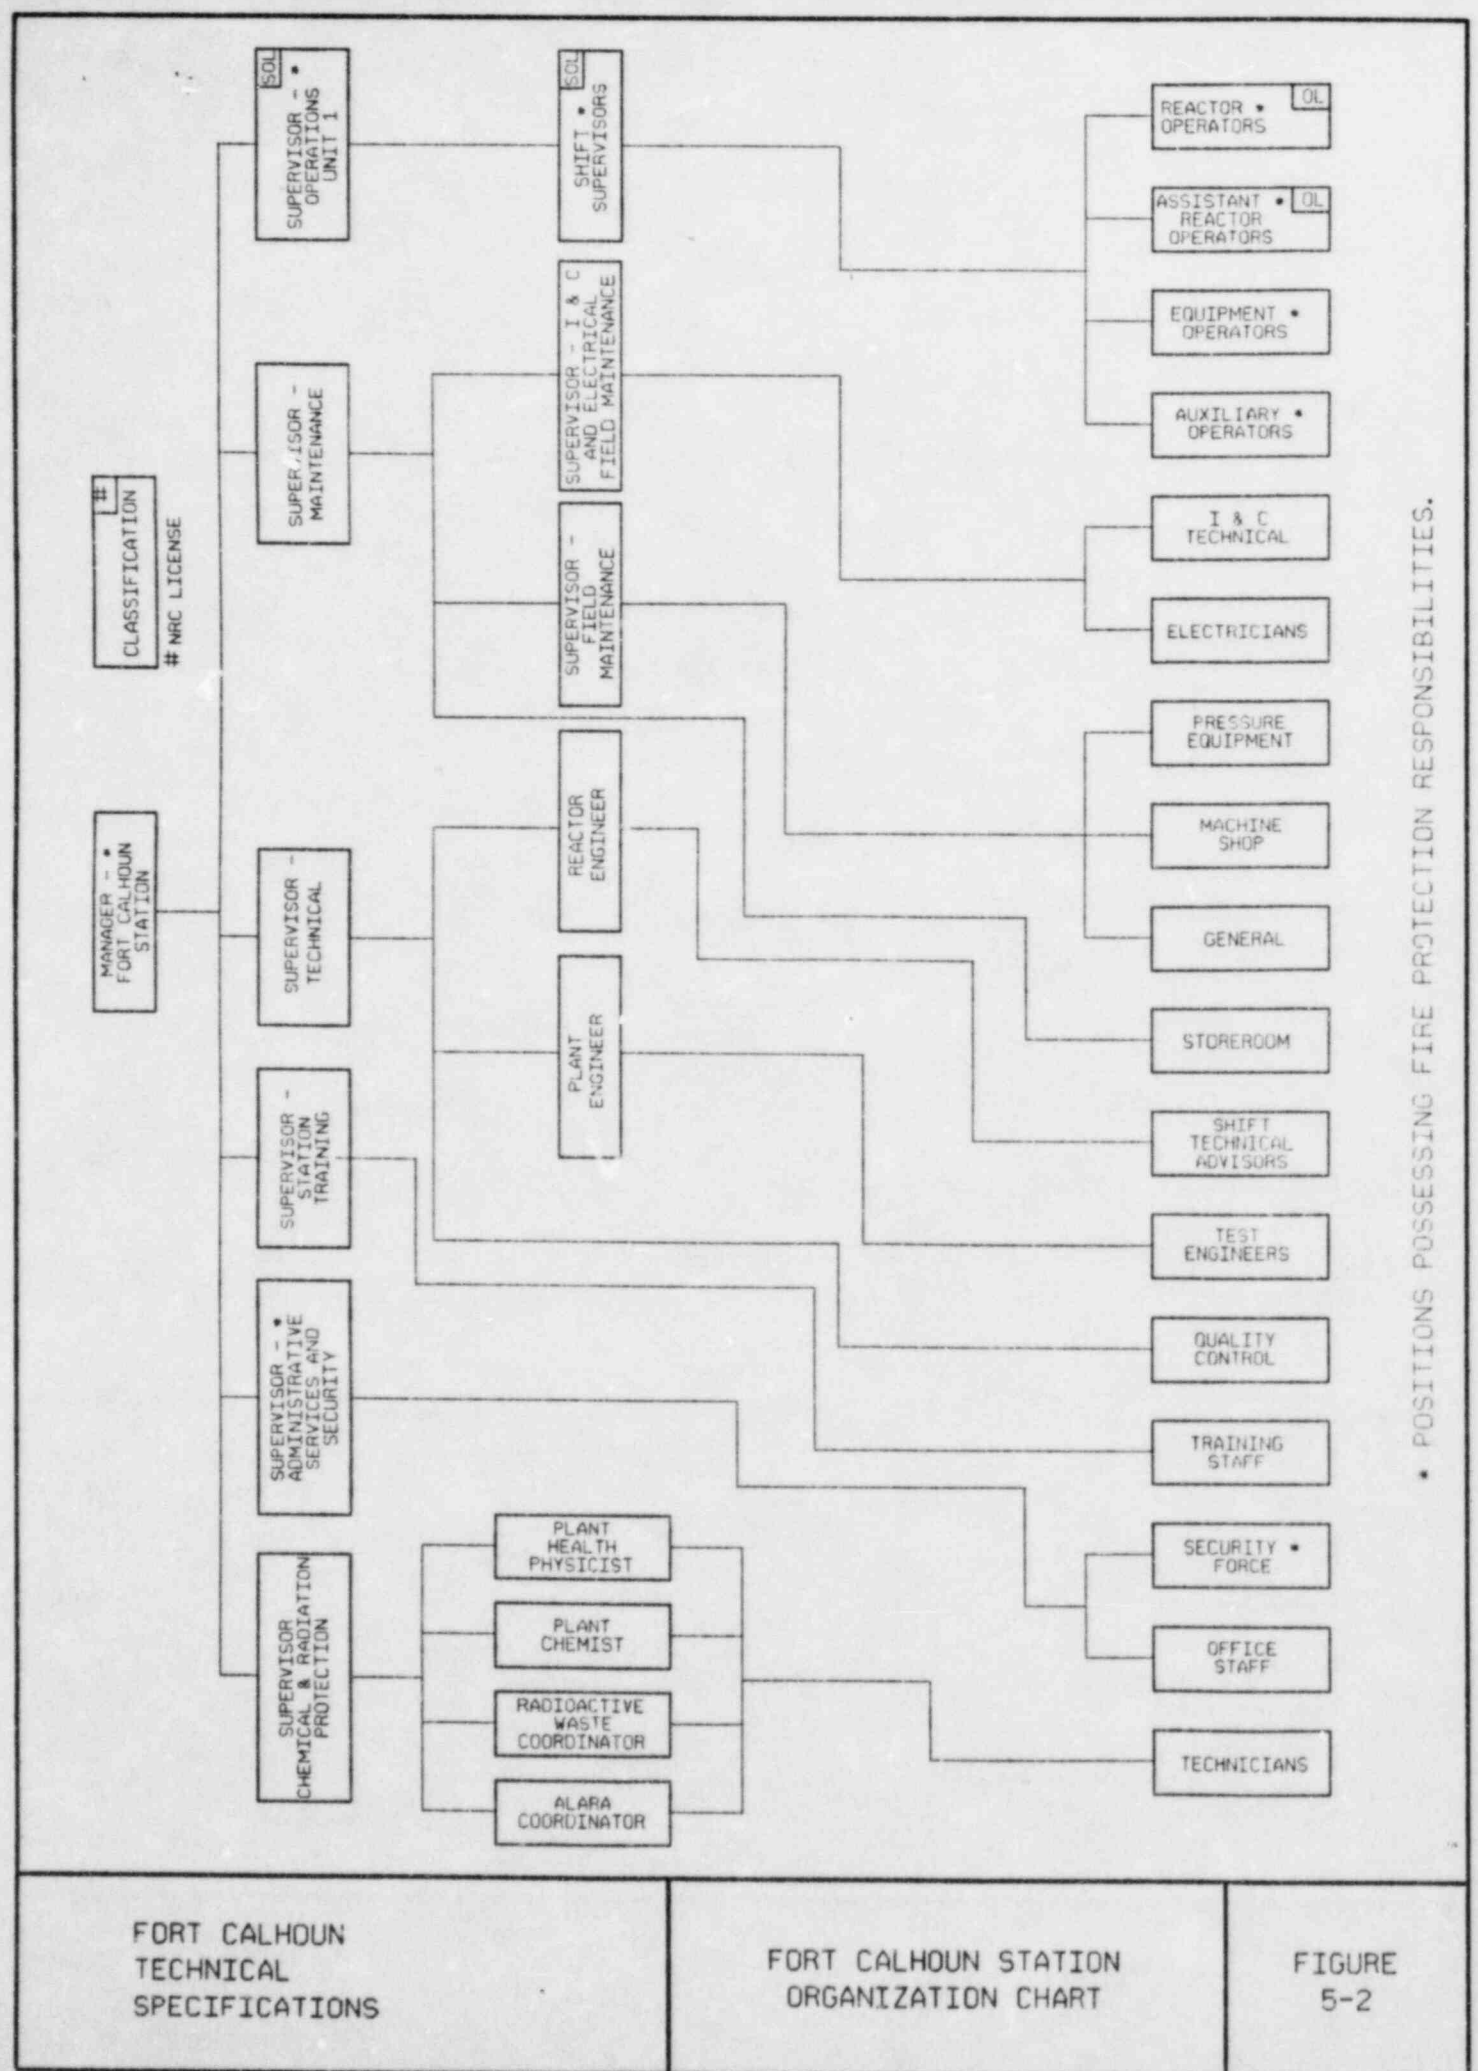 CLASSIFICATION
#
# NRC LICENSE
MANAGER - •
FORT CALHOUN
STATION
SUPERVISOR - •
OPERATIONS
UNIT 1
SOL
SUPERVISOR -
MAINTENANCE
SUPERVISOR -
TECHNICAL
SUPERVISOR -
STATION
TRAINING
SUPERVISOR - •
ADMINISTRATIVE
SERVICES AND
SECURITY
SUPERVISOR
CHEMICAL & RADIATION
PROTECTION
SHIFT •
SUPERVISORS
SOL
SUPERVISOR - I & C
AND ELECTRICAL
FIELD MAINTENANCE
SUPERVISOR -
FIELD
MAINTENANCE
REACTOR
ENGINEER
PLANT
ENGINEER
PLANT
HEALTH
PHYSICIST
PLANT
CHEMIST
RADIOACTIVE
WASTE
COORDINATOR
ALARA
COORDINATOR
REACTOR •
OPERATORS
OL
ASSISTANT •
REACTOR
OPERATORS
OL
EQUIPMENT •
OPERATORS
AUXILIARY •
OPERATORS
I & C
TECHNICAL
ELECTRICIANS
PRESSURE
EQUIPMENT
MACHINE
SHOP
GENERAL
STOREROOM
SHIFT
TECHNICAL
ADVISORS
TEST
ENGINEERS
QUALITY
CONTROL
TRAINING
STAFF
SECURITY •
FORCE
OFFICE
STAFF
TECHNICIANS
• POSITIONS POSSESSING FIRE PROTECTION RESPONSIBILITIES.
FORT CALHOUN
TECHNICAL
SPECIFICATIONS
FORT CALHOUN STATION
ORGANIZATION CHART
FIGURE
5-2